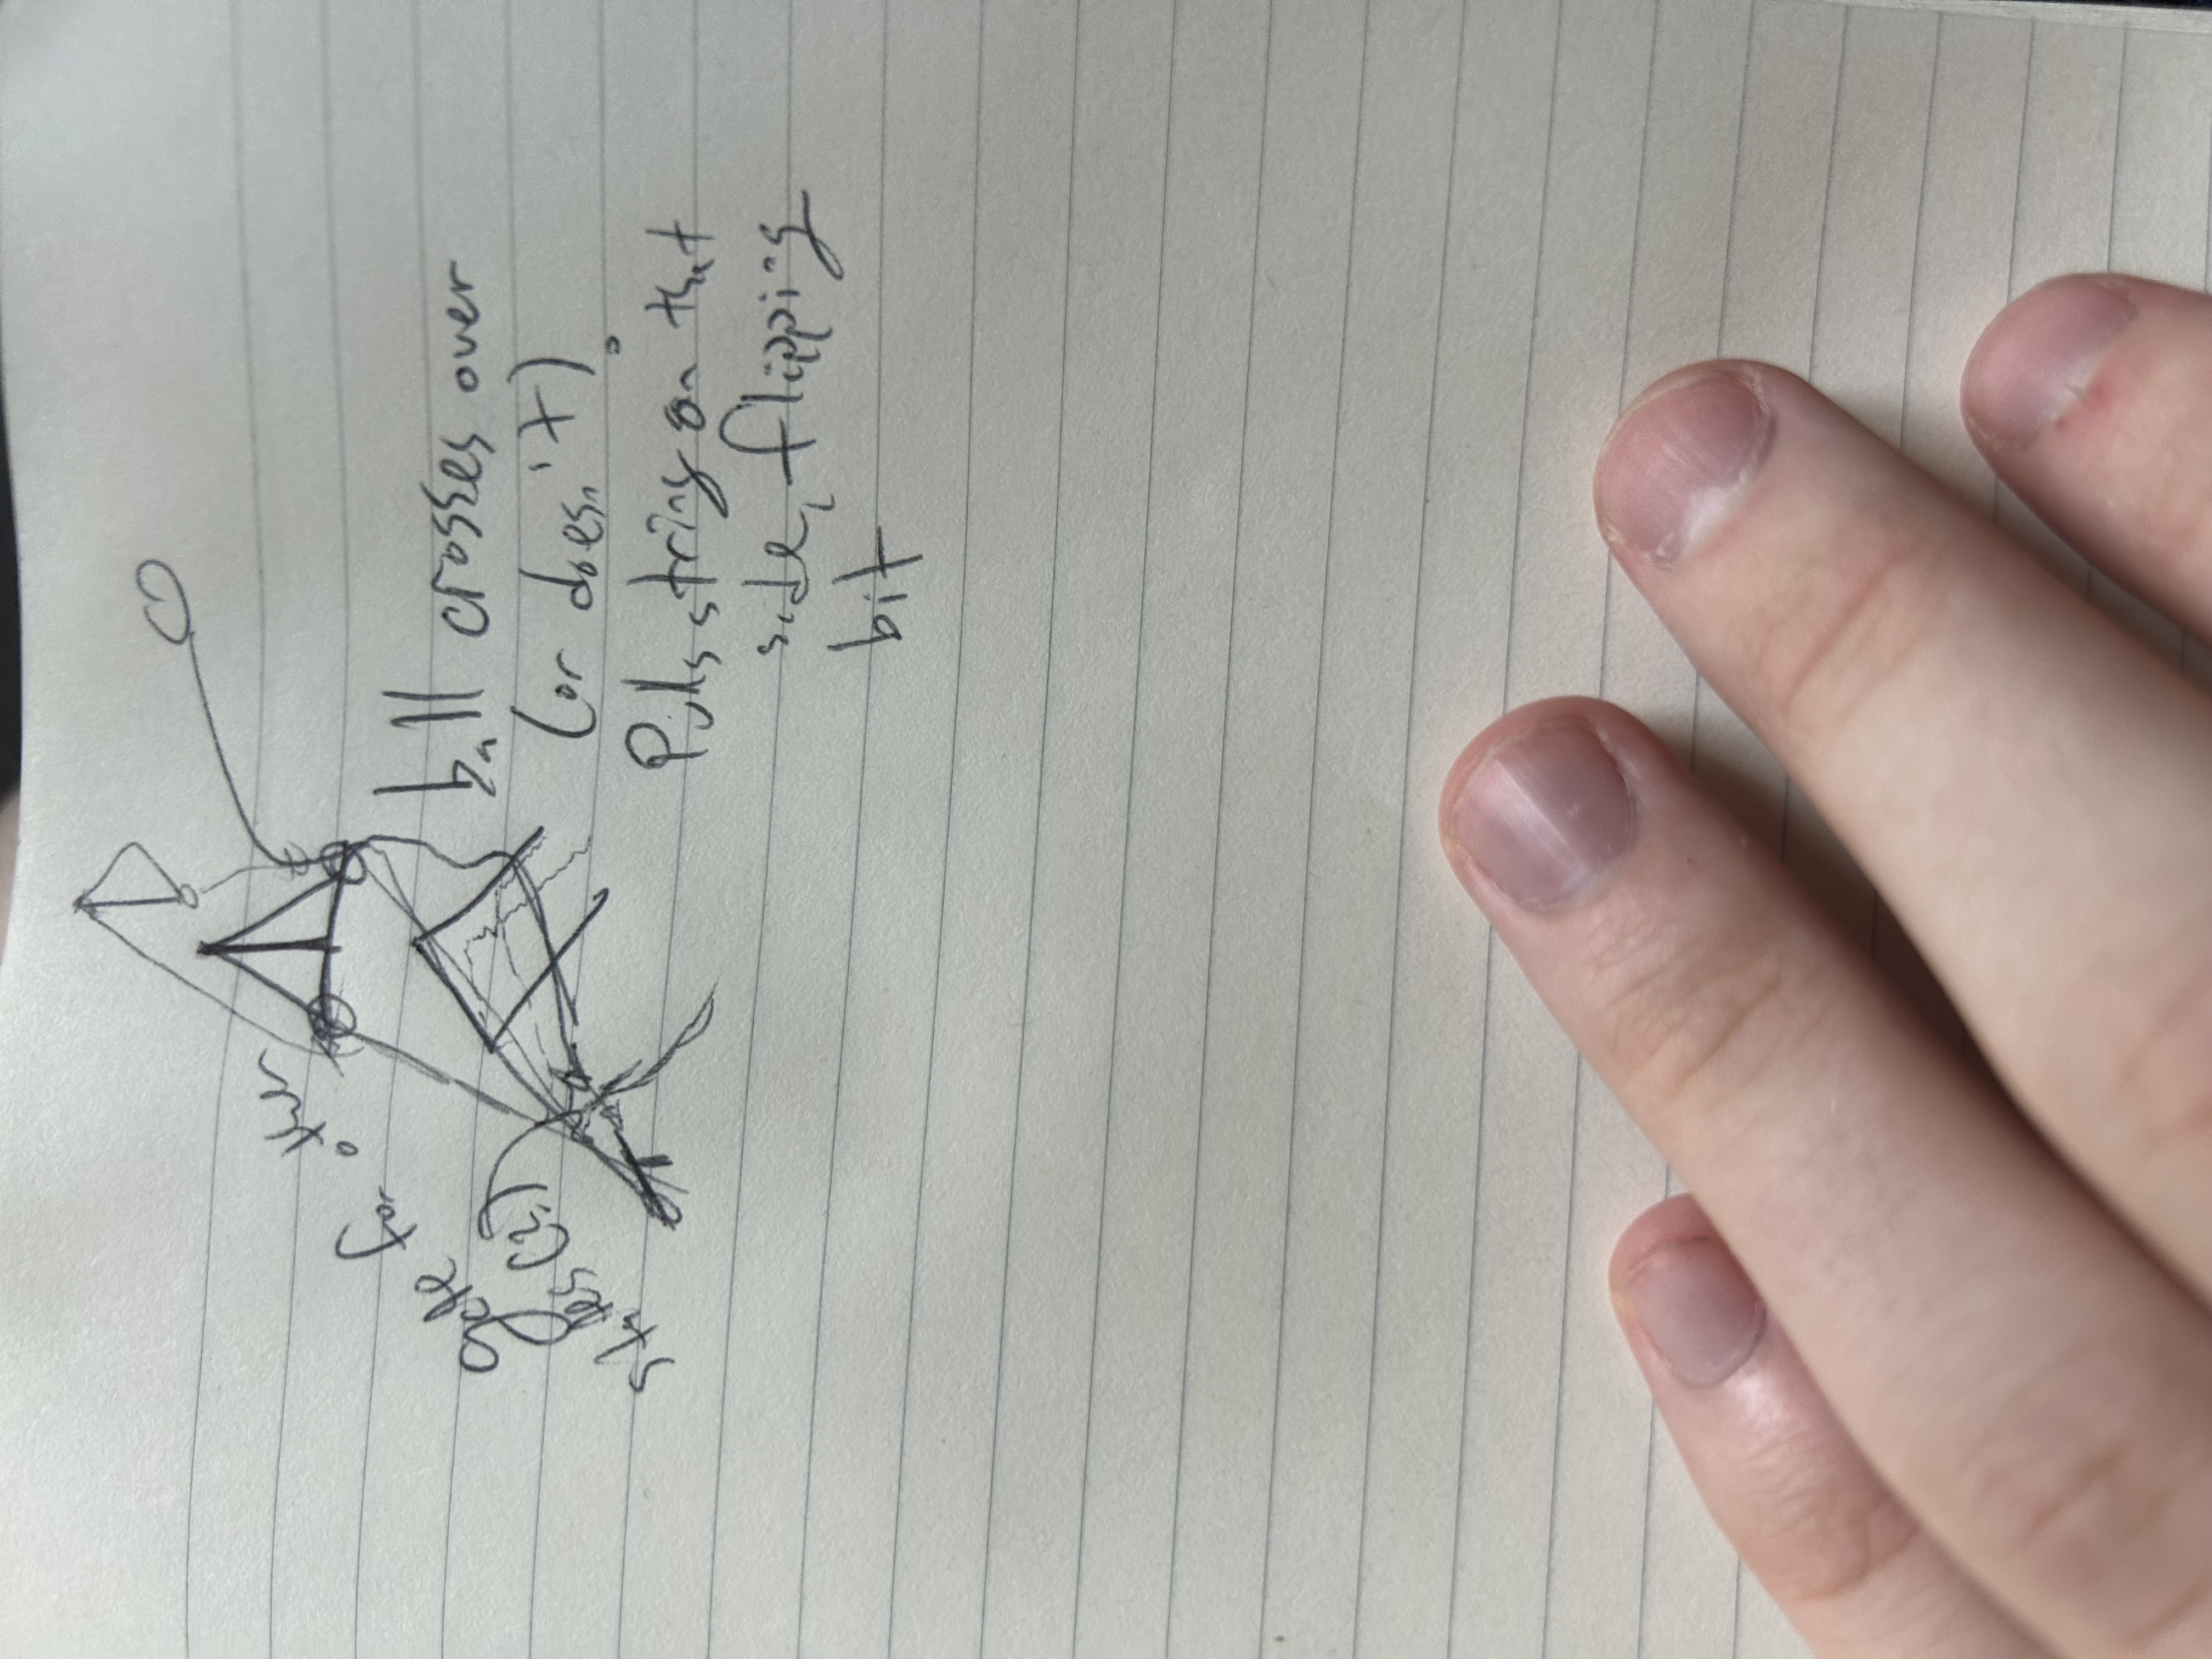 gate for other
states (?)
ball crosses over
(or doesn't).
Pulls string on that
side, flipping
bit